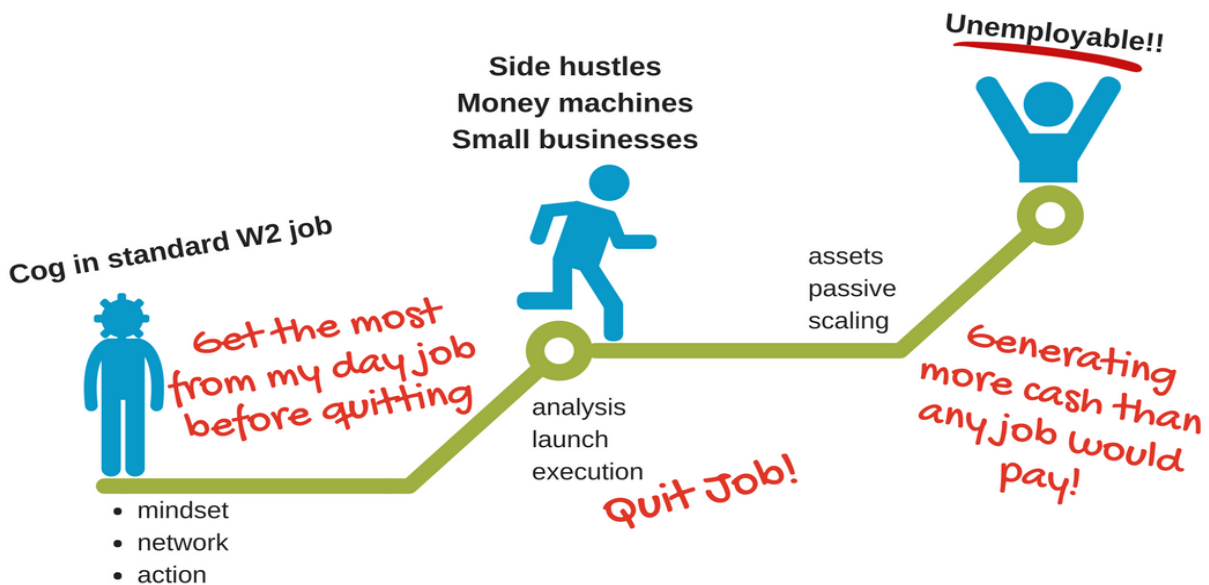 Unemployable!!
Side hustles
Money machines
Small businesses
Cog in standard W2 job
Get the most
from my day job
before quitting
assets
passive
scaling
Generating
more cash than
any job would
pay!
analysis
launch
execution
Quit Job!
• mindset
• network
• action